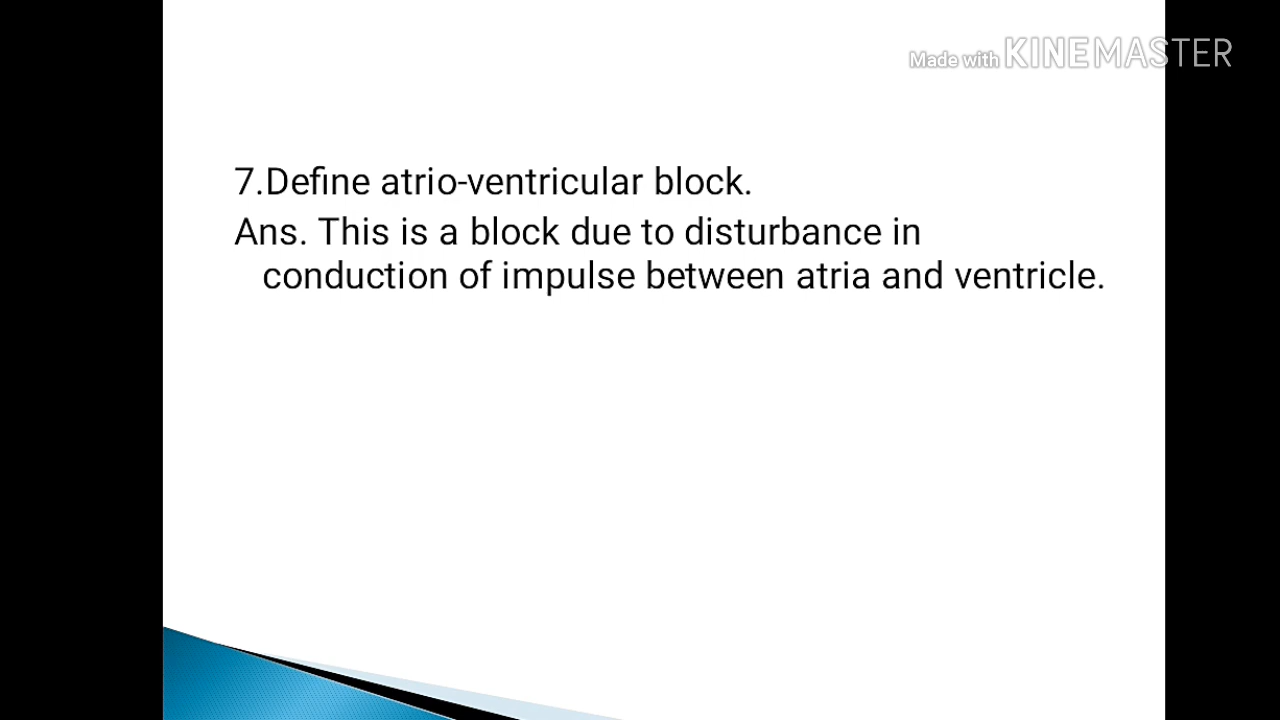 Made with KINEMASTER
7.Define atrio-ventricular block.
Ans. This is a block due to disturbance in
conduction of impulse between atria and ventricle.